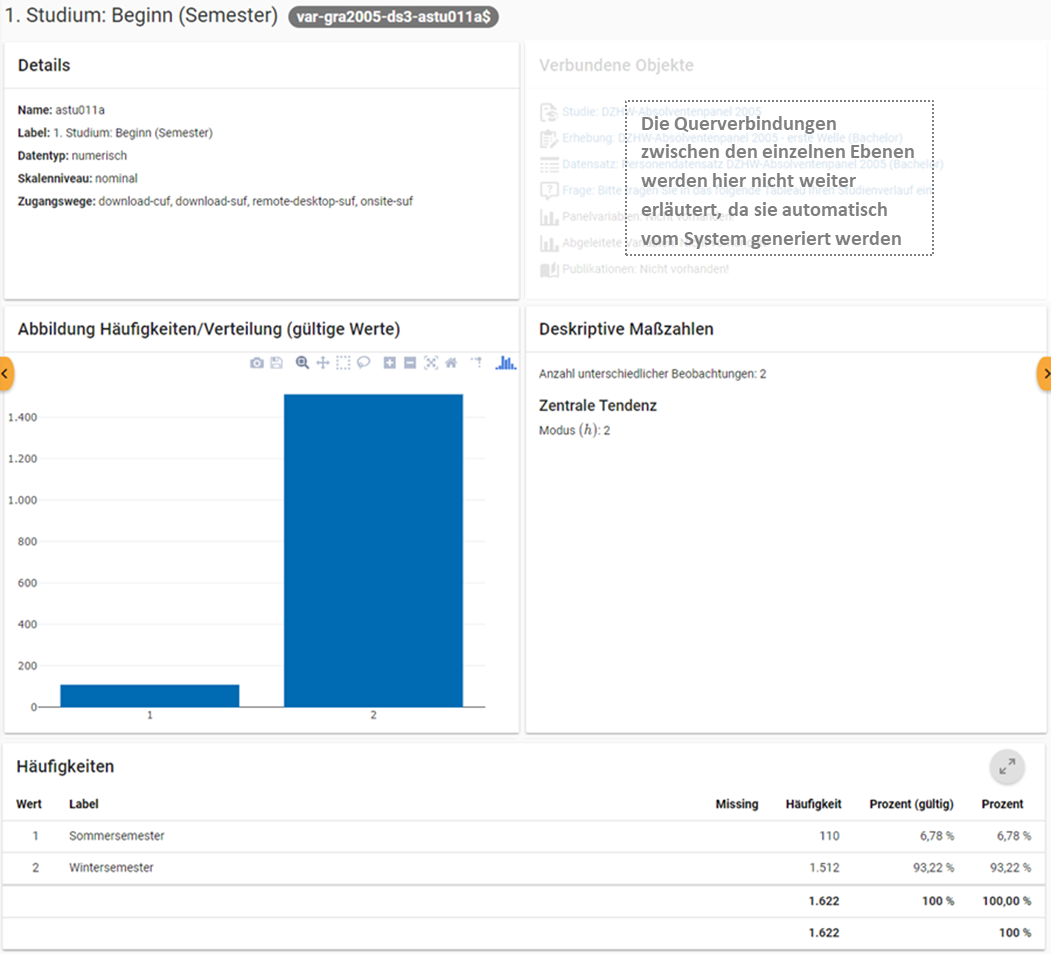 1. Studium: Beginn (Semester) var-gra2005-ds3-astu011a$
Details
Name: astu011a
Label: 1. Studium: Beginn (Semester)
Datentyp: numerisch
Skalenniveau: nominal
Zugangswege: download-cuf, download-suf, remote-desktop-suf, onsite-suf
Verbundene Objekte
Studie: DZHW-Absolventenpanel 2005
Erhebung: DZHW-Absolventenpanel 2005 - erste Welle (Bachelor)
Datensatz: Personendatensatz DZHW-Absolventenpanel 2005 (Bachelor)
Frage: Bitte tragen Sie in das folgende Tableau Ihren Studienverlauf ein
Panelvariablen: Nicht vorhanden!
Abgeleitete Variablen: Nicht vorhanden!
Publikationen: Nicht vorhanden!
Die Querverbindungen
zwischen den einzelnen Ebenen
werden hier nicht weiter
erläutert, da sie automatisch
vom System generiert werden
Abbildung Häufigkeiten/Verteilung (gültige Werte)
1.400
1.200
1.000
800
600
400
200
0
1 2
Deskriptive Maßzahlen
Anzahl unterschiedlicher Beobachtungen: 2
Zentrale Tendenz
Modus (h): 2
Häufigkeiten
Wert Label Missing Häufigkeit Prozent (gültig) Prozent
1 Sommersemester 110 6,78 % 6,78 %
2 Wintersemester 1.512 93,22 % 93,22 %
1.622 100 % 100,00 %
1.622 100 %